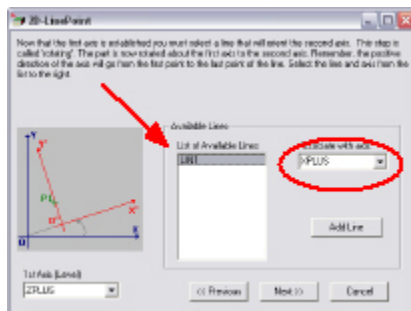 2D-LinePoint
Now that the first axis is established you must select a line that will orient the second axis. This step is
called 'rotating'. The part is now rotated about the first axis to the second axis. Remember, the positive
direction of the axis will go from the first point to the last point of the line. Select the line and axis from the
list to the right.
Available Lines
List of Available Lines:
LIN1
Associate with axis:
XPLUS
Add Line
Y
Y'
X'
X
1st Axis (Level)
ZPLUS
<< Previous
Next >>
Cancel